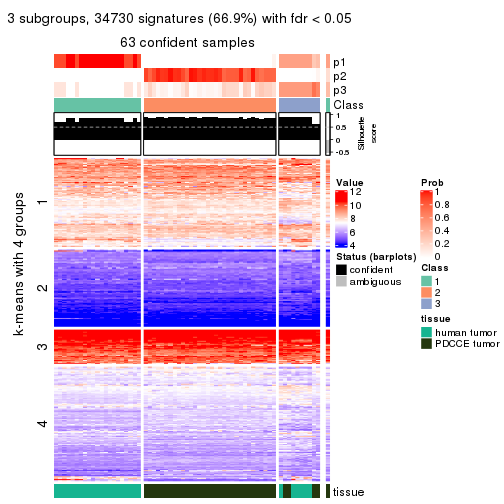 3 subgroups, 34730 signatures (66.9%) with fdr < 0.05
63 confident samples
p1
p2
p3
Class
1
0.5
0
-0.5
Silhouette
score
k-means with 4 groups
1
2
3
4
tissue
Value
12
10
8
6
4
Status (barplots)
confident
ambiguous
Prob
1
0.8
0.6
0.4
0.2
0
Class
1
2
3
tissue
human tumor
PDCCE tumor